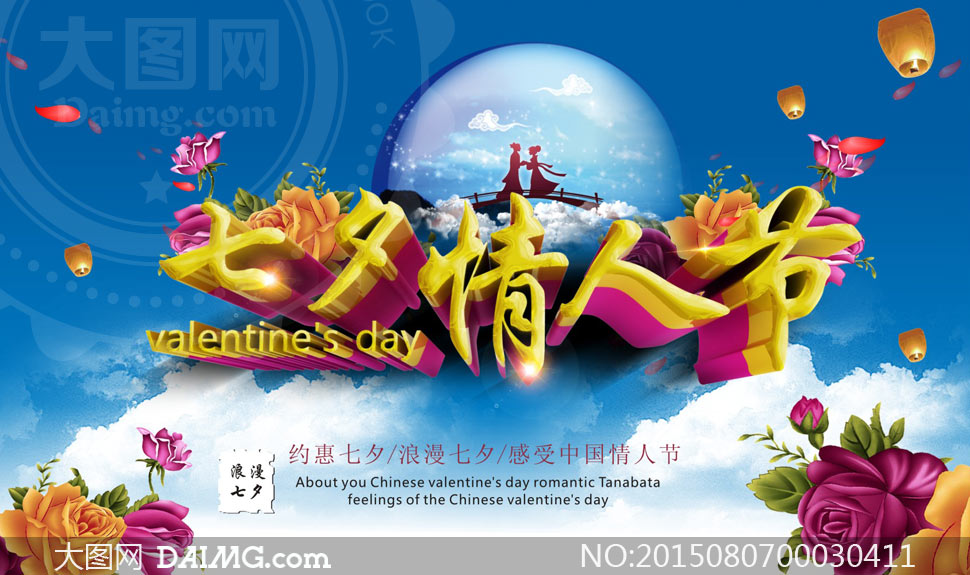 大图网
Daimg.com
七夕情人节
valentine's day
约惠七夕/浪漫七夕/感受中国情人节
浪漫
七夕
About you Chinese valentine's day romantic Tanabata
feelings of the Chinese valentine's day
大图网 DAIMG.com
NO:2015080700030411